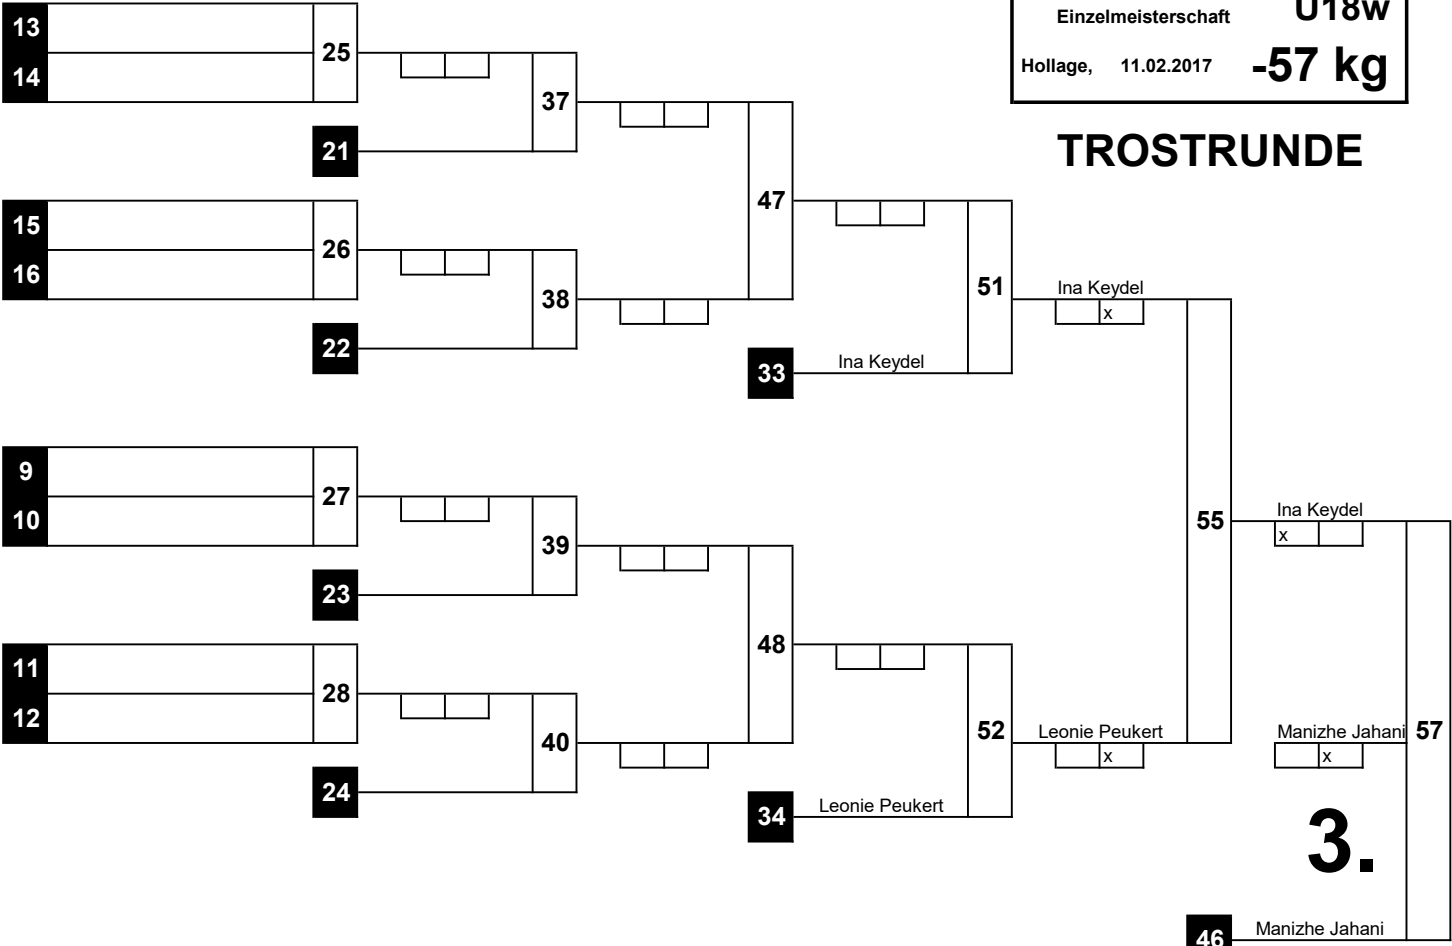 13
14
25
37
21
15
16
26
38
22
47
Einzelmeisterschaft U18w
Hollage, 11.02.2017 -57 kg
TROSTRUNDE
51
Ina Keydel
x
33 Ina Keydel
9
10
27
39
23
11
12
28
40
24
48
52
Leonie Peukert
x
34 Leonie Peukert
55
Ina Keydel
x
Manizhe Jahani
x
57
3.
46 Manizhe Jahani